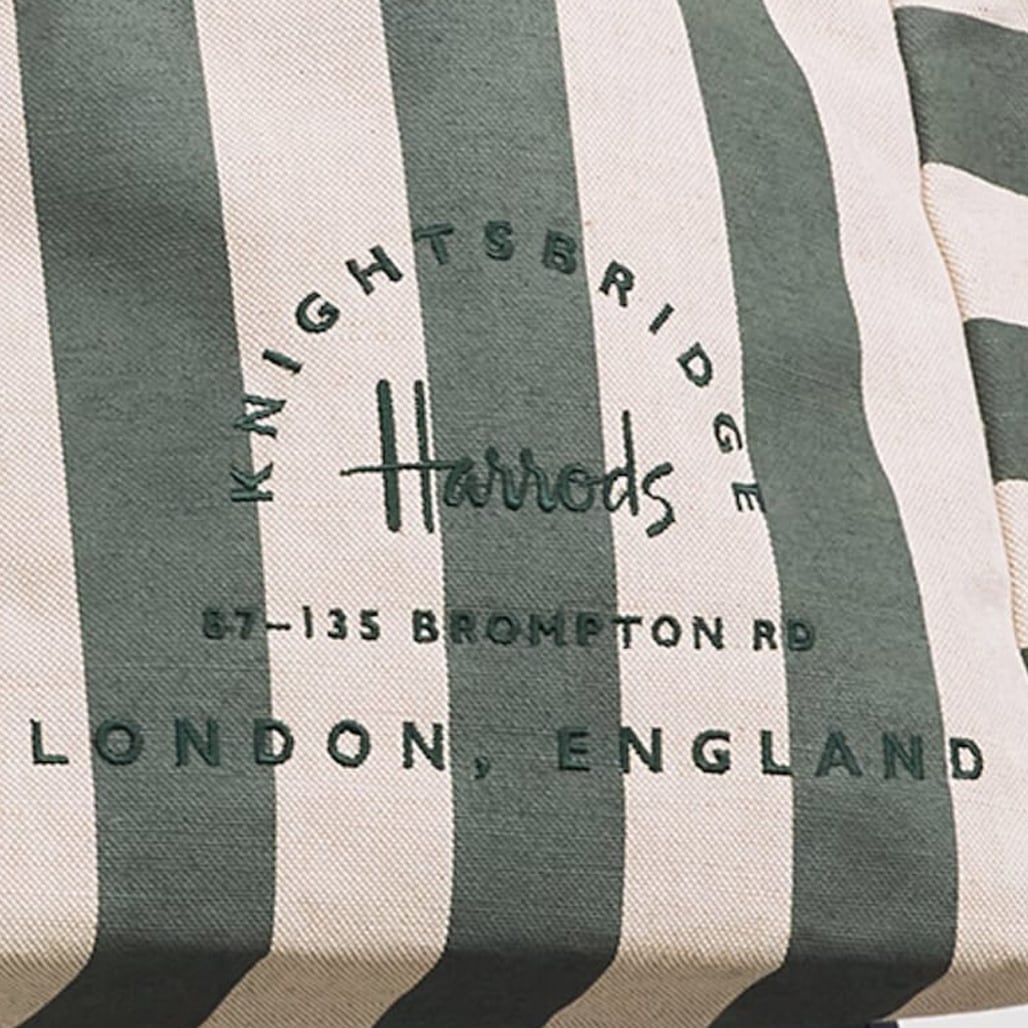 KNIGHTSBRIDGE
Harrods
87-135 BROMPTON RD
LONDON, ENGLAND